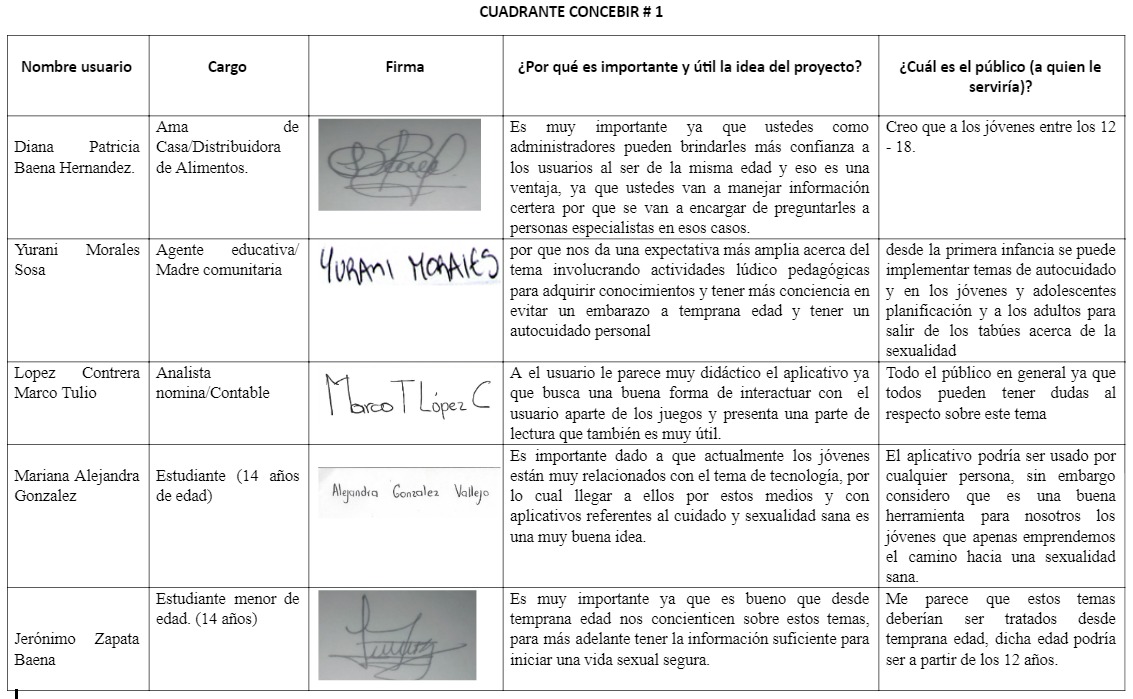 CUADRANTE CONCEBIR # 1
Nombre usuario
Cargo
Firma
¿Por qué es importante y útil la idea del proyecto?
¿Cuál es el público (a quien le
serviría)?
Diana Patricia
Baena Hernandez.
Ama de
Casa/Distribuidora
de Alimentos.
Es muy importante ya que ustedes como
administradores pueden brindarles más confianza a
los usuarios al ser de la misma edad y eso es una
ventaja, ya que ustedes van a manejar información
certera por que se van a encargar de preguntarles a
personas especialistas en esos casos.
Creo que a los jóvenes entre los 12
- 18.
Yurani Morales
Sosa
Agente educativa/
Madre comunitaria
YURANI MORALES
por que nos da una expectativa más amplia acerca del
tema involucrando actividades lúdico pedagógicas
para adquirir conocimientos y tener más conciencia en
evitar un embarazo a temprana edad y tener un
autocuidado personal
desde la primera infancia se puede
implementar temas de autocuidado
y en los jóvenes y adolescentes
planificación y a los adultos para
salir de los tabúes acerca de la
sexualidad
Lopez Contrera
Marco Tulio
Analista
nomina/Contable
Marco T López C
A el usuario le parece muy didáctico el aplicativo ya
que busca una buena forma de interactuar con el
usuario aparte de los juegos y presenta una parte de
lectura que también es muy útil.
Todo el público en general ya que
todos pueden tener dudas al
respecto sobre este tema
Mariana Alejandra
Gonzalez
Estudiante (14 años
de edad)
Alejandra Gonzalez Vallejo
Es importante dado a que actualmente los jóvenes
están muy relacionados con el tema de tecnología, por
lo cual llegar a ellos por estos medios y con
aplicativos referentes al cuidado y sexualidad sana es
una muy buena idea.
El aplicativo podría ser usado por
cualquier persona, sin embargo
considero que es una buena
herramienta para nosotros los
jóvenes que apenas emprendemos
el camino hacia una sexualidad
sana.
Jerónimo Zapata
Baena
Estudiante menor de
edad. (14 años)
Es muy importante ya que es bueno que desde
temprana edad nos concienticen sobre estos temas,
para más adelante tener la información suficiente para
iniciar una vida sexual segura.
Me parece que estos temas
deberían ser tratados desde
temprana edad, dicha edad podría
ser a partir de los 12 años.